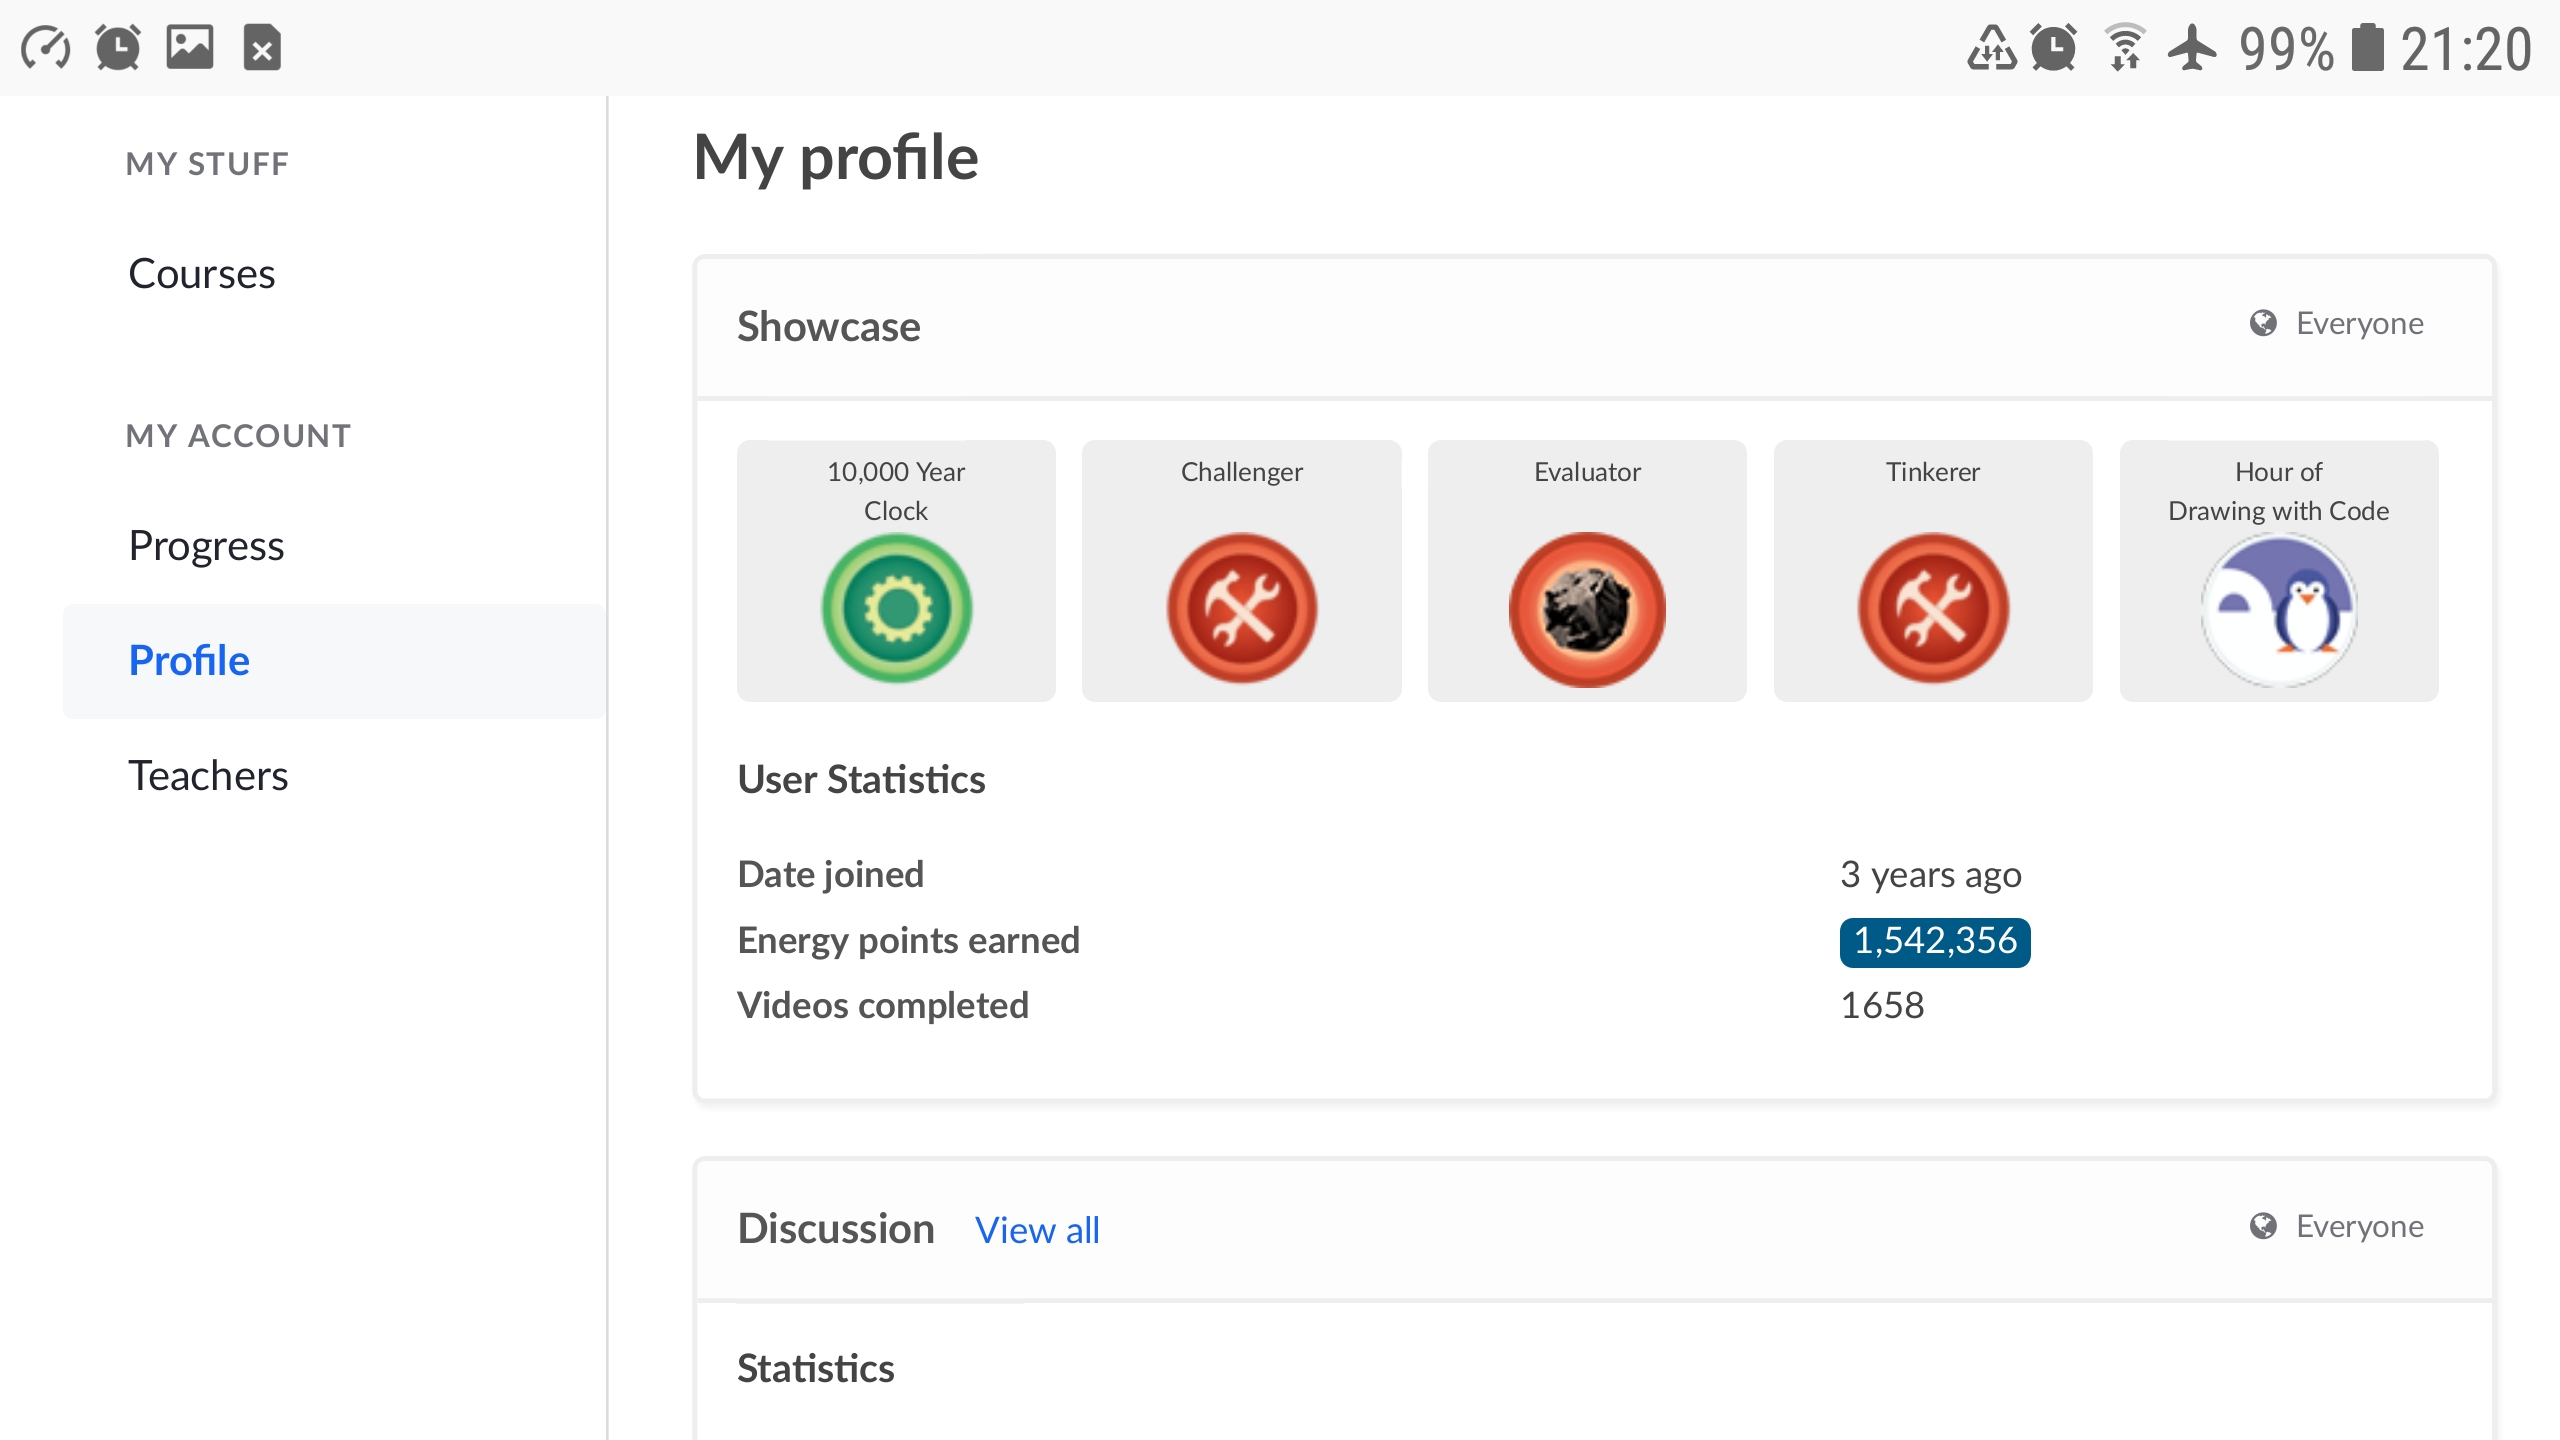 99% 21:20
MY STUFF
Courses
MY ACCOUNT
Progress
Profile
Teachers
My profile
Showcase
Everyone
10,000 Year
Clock
Challenger
Evaluator
Tinkerer
Hour of
Drawing with Code
User Statistics
Date joined 3 years ago
Energy points earned 1,542,356
Videos completed 1658
Discussion View all
Everyone
Statistics